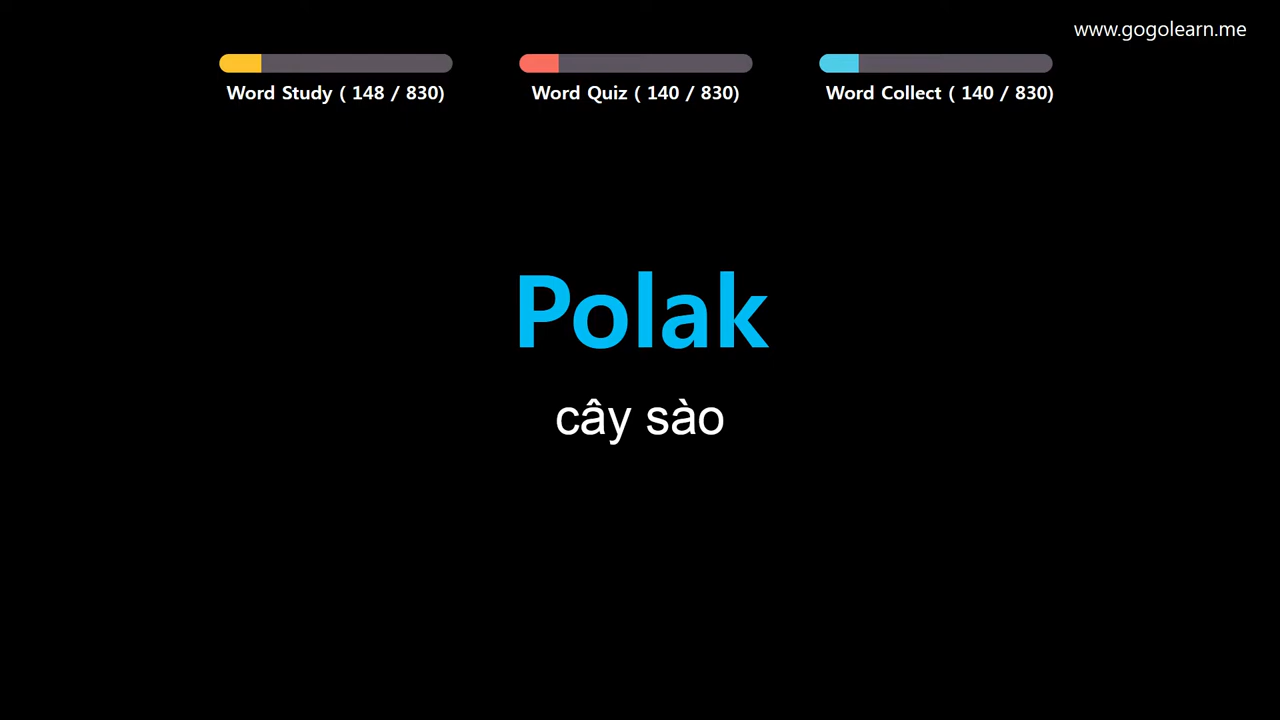 www.gogolearn.me
Word Study ( 148 / 830)
Word Quiz ( 140 / 830)
Word Collect ( 140 / 830)
Polak
cây sào